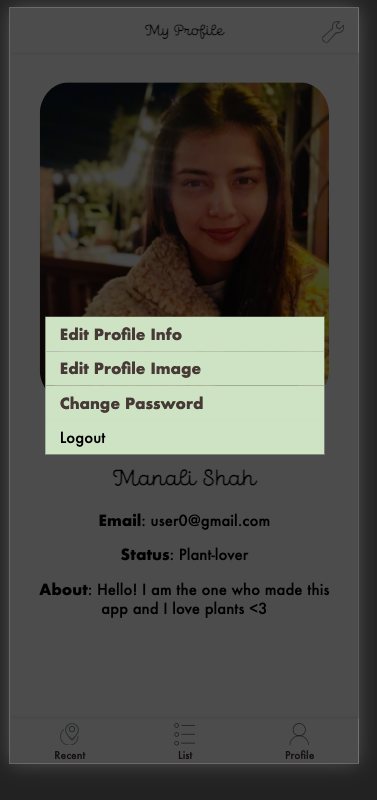 My Profile
Edit Profile Info
Edit Profile Image
Change Password
Logout
Manali Shah
Email: user0@gmail.com
Status: Plant-lover
About: Hello! I am the one who made this
app and I love plants <3
Recent
List
Profile